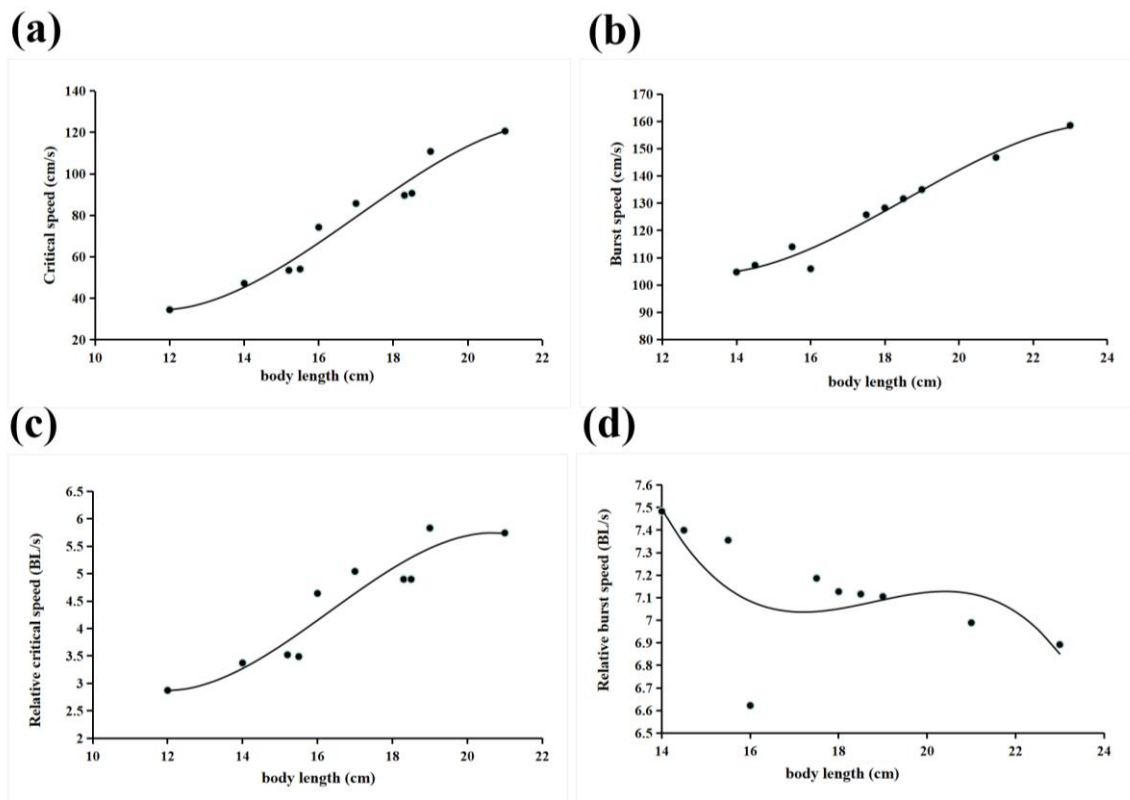 (a)
140
120
100
80
60
40
20
Critical speed (cm/s)
10 12 14 16 18 20 22
body length (cm)
(b)
170
160
150
140
130
120
110
100
90
80
Burst speed (cm/s)
12 14 16 18 20 22 24
body length (cm)
(c)
6.5
6
5.5
5
4.5
4
3.5
3
2.5
2
Relative critical speed (BL/s)
10 12 14 16 18 20 22
body length (cm)
(d)
7.6
7.5
7.4
7.3
7.2
7.1
7
6.9
6.8
6.7
6.6
6.5
Relative burst speed (BL/s)
14 16 18 20 22 24
body length (cm)